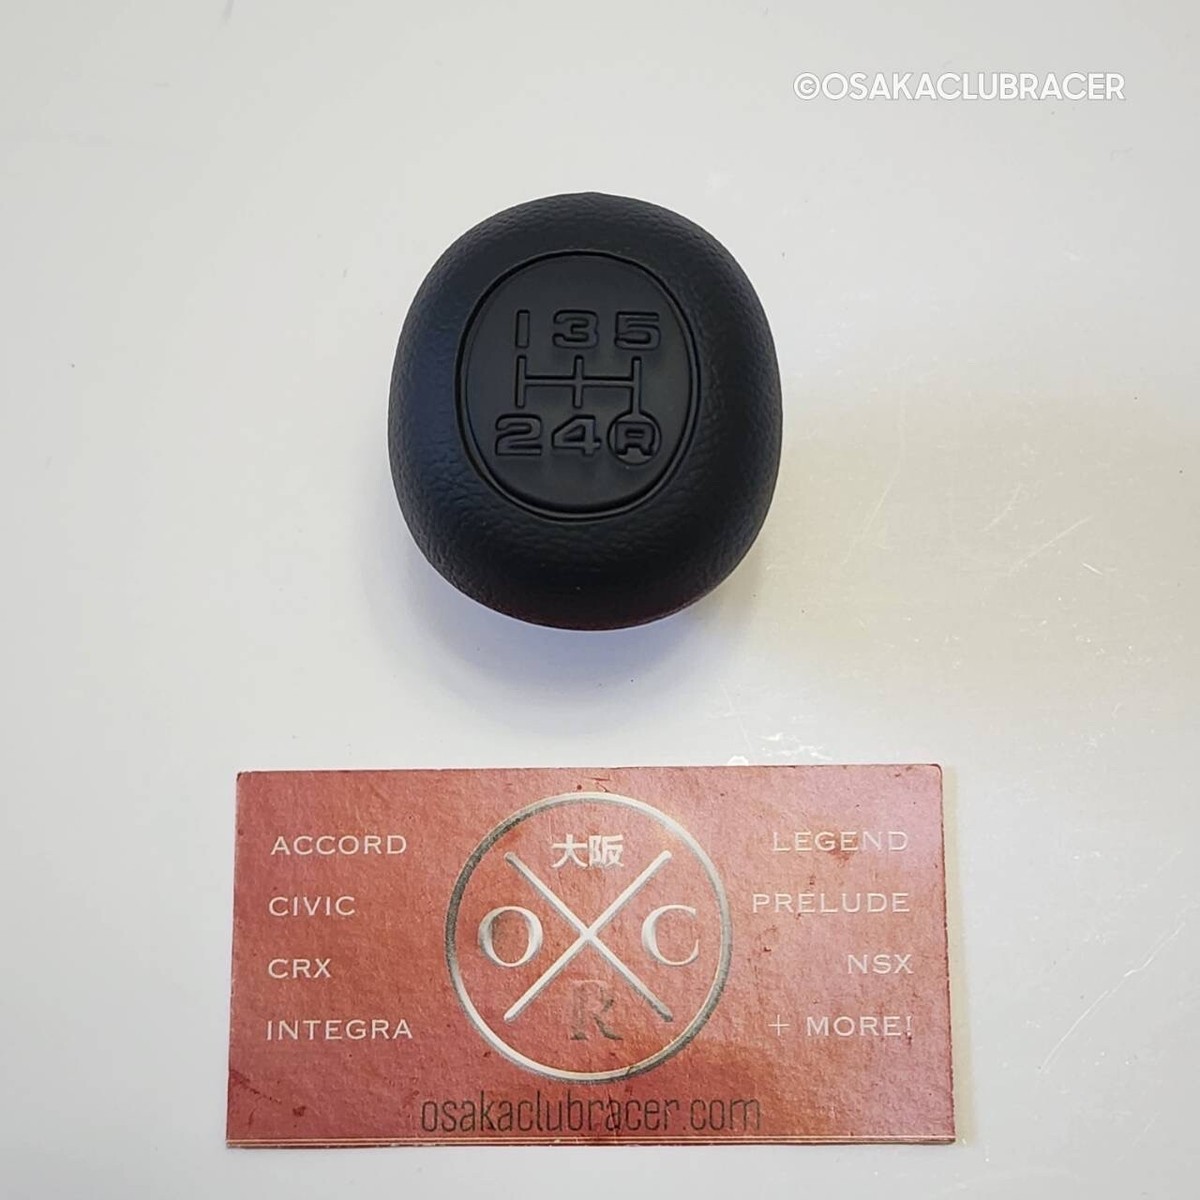 ©OSAKACLUBRACER
1 3 5
2 4 R
ACCORD
CIVIC
CRX
INTEGRA
大阪
O C
R
LEGEND
PRELUDE
NSX
+ MORE!
osakaclubracer.com